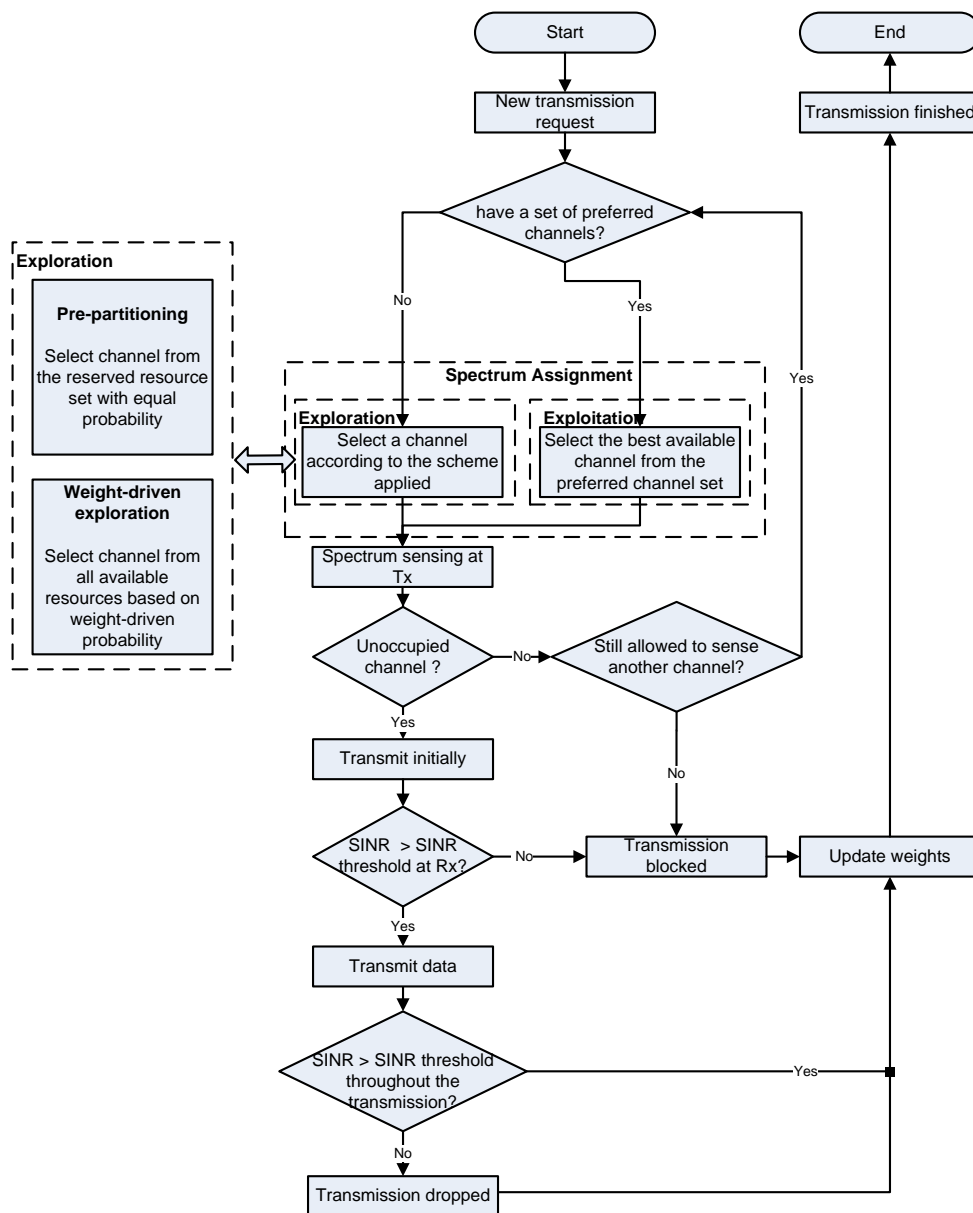 Start
End
New transmission
request
Transmission finished
have a set of preferred
channels?
No
Yes
Yes
Exploration
Pre-partitioning
Select channel from
the reserved resource
set with equal
probability
Weight-driven
exploration
Select channel from
all available
resources based on
weight-driven
probability
Spectrum Assignment
Exploration
Select a channel
according to the scheme
applied
Exploitation
Select the best available
channel from the
preferred channel set
Spectrum sensing at
Tx
Unoccupied
channel ?
No
Still allowed to sense
another channel?
Yes
No
Transmit initially
SINR > SINR
threshold at Rx?
No
Transmission
blocked
Update weights
Yes
Transmit data
SINR > SINR threshold
throughout the
transmission?
Yes
No
Transmission dropped